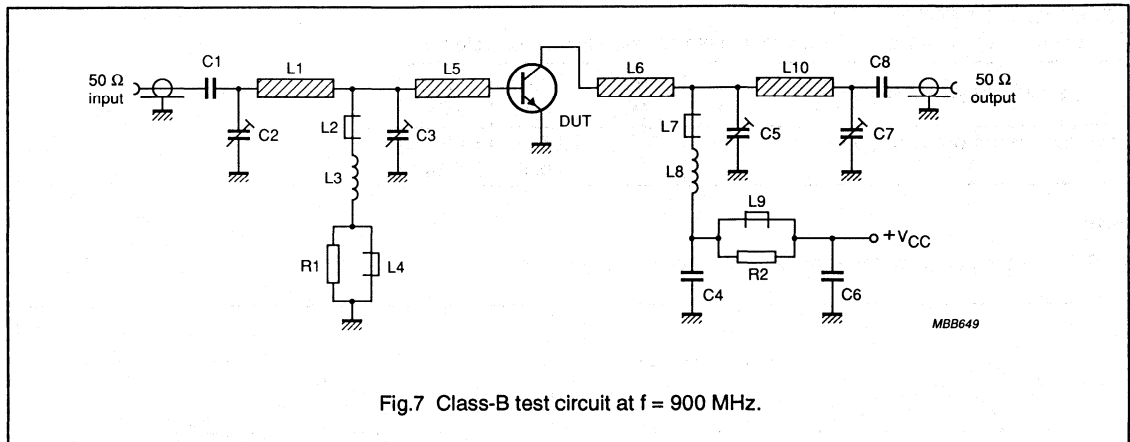 C1
L1
L5
L6
L10
C8
50 Ω
input
50 Ω
output
DUT
C2
L2
C3
L7
C5
C7
L3
L8
L9
+VCC
R1
L4
R2
C4
C6
MBB649
Fig.7 Class-B test circuit at f = 900 MHz.